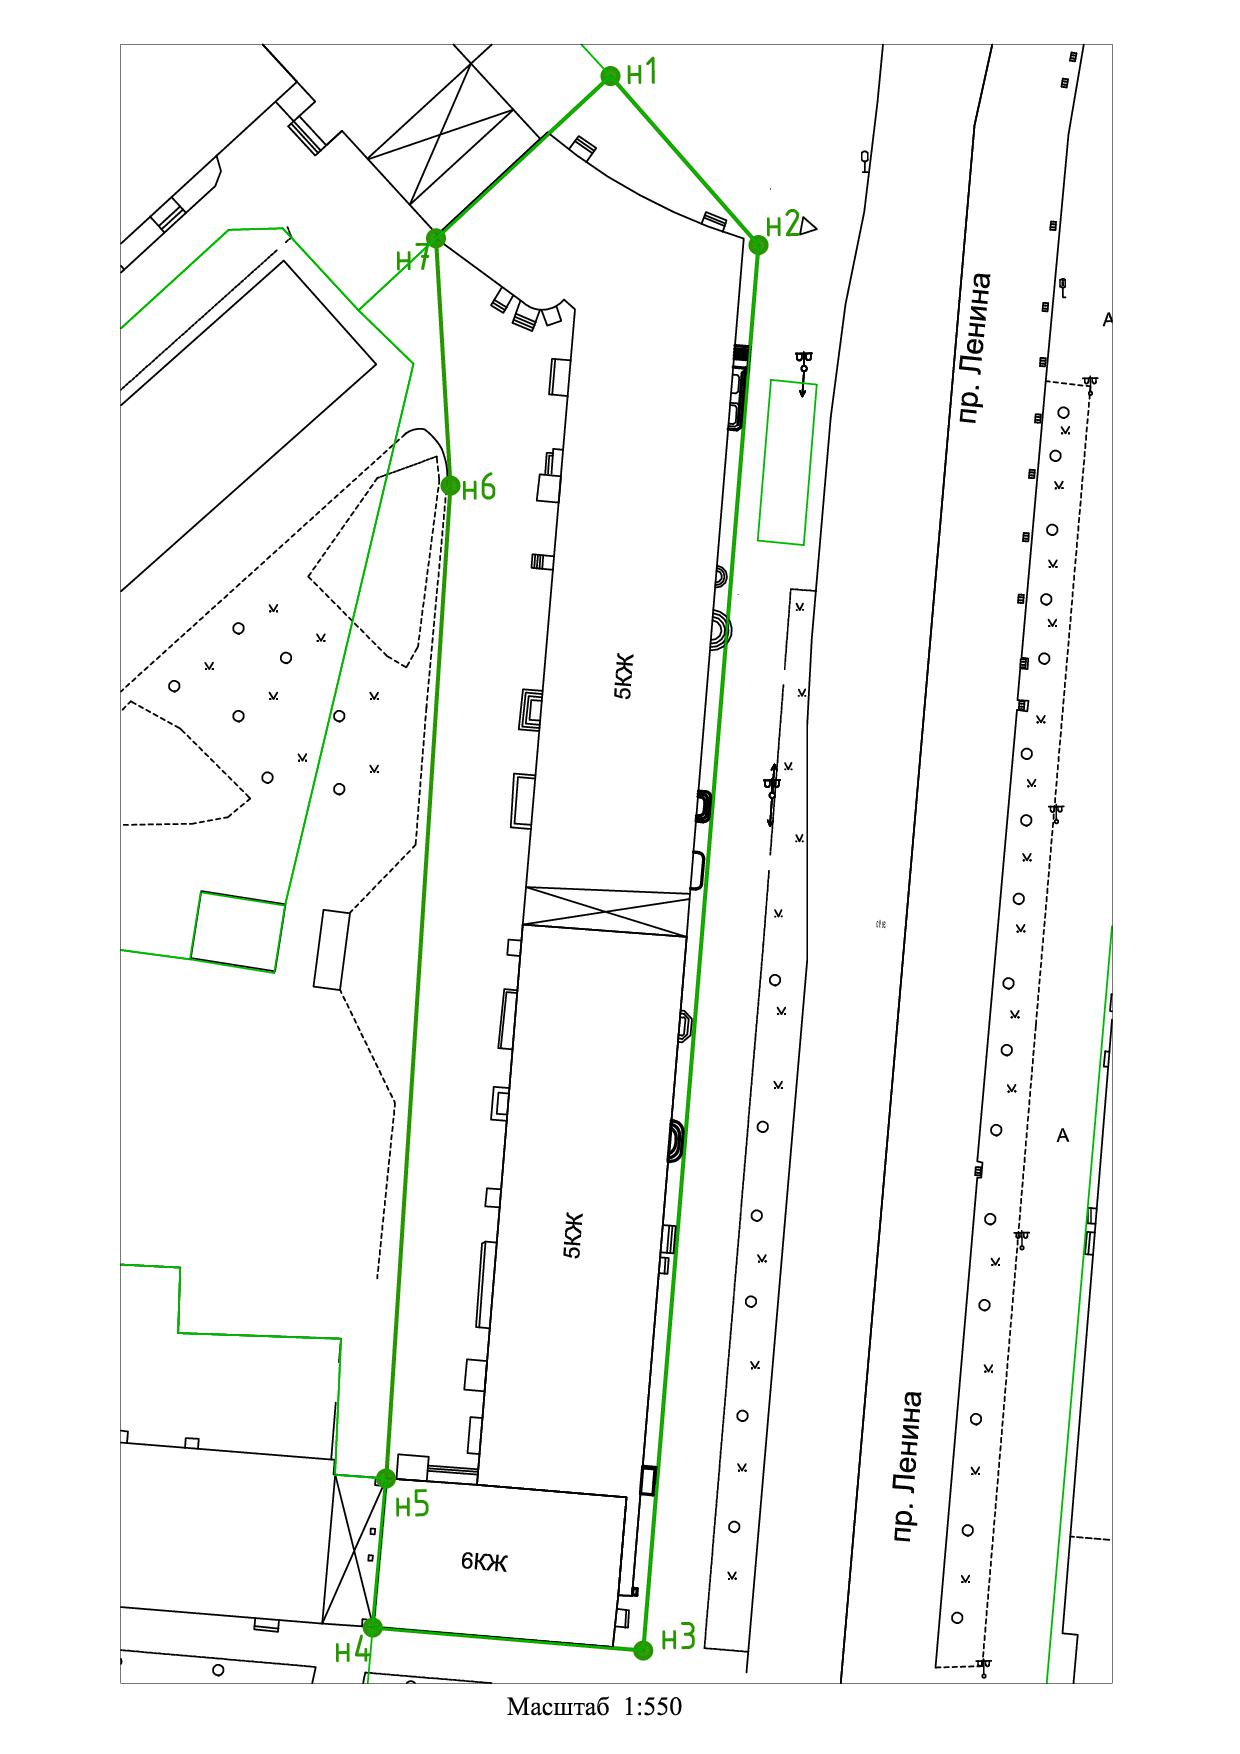 н1
н2
н7
пр. Ленина
А
н6
5КЖ
А
5КЖ
пр. Ленина
н5
6КЖ
н3
н4
Масштаб 1:550